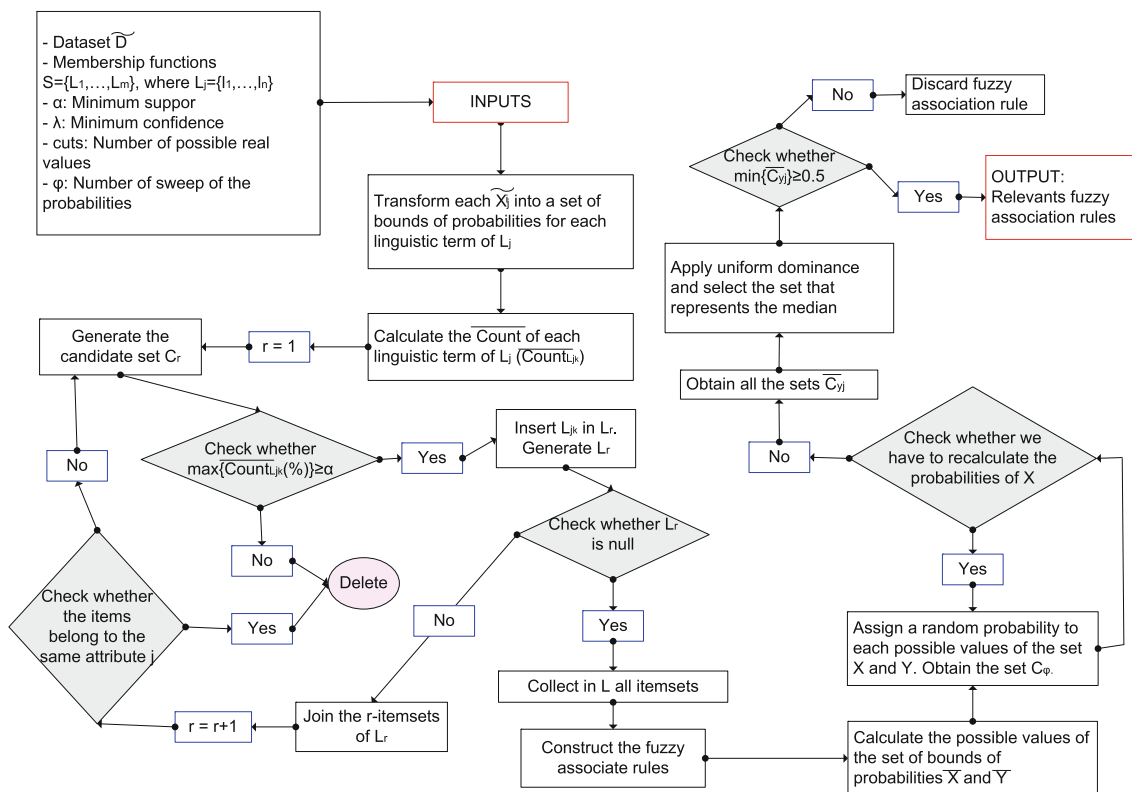 - Dataset D̃
- Membership functions
S={L₁,…,Lₘ}, where Lⱼ={I₁,…,Iₙ}
- α: Minimum suppor
- λ: Minimum confidence
- cuts: Number of possible real
values
- φ: Number of sweep of the
probabilities
INPUTS
Transform each X̃ᵢⱼ into a set of
bounds of probabilities for each
linguistic term of Lⱼ
Calculate the C̅o̅u̅n̅t̅ of each
linguistic term of Lⱼ (C̅o̅u̅n̅t̅Ljk)
r = 1
Generate the
candidate set Cr
Check whether
max{C̅o̅u̅n̅t̅Ljk(%)}≥α
Yes
No
Delete
Insert Ljk in Lr.
Generate Lr
Check whether Lr
is null
No
Yes
Join the r-itemsets
of Lr
r = r+1
Check whether
the items
belong to the
same attribute j
Yes
No
Collect in L all itemsets
Construct the fuzzy
associate rules
Calculate the possible values of
the set of bounds of
probabilities X̅ and Y̅
Assign a random probability to
each possible values of the set
X and Y. Obtain the set Cφ.
Check whether we
have to recalculate the
probabilities of X
Yes
No
Obtain all the sets C̅yj
Apply uniform dominance
and select the set that
represents the median
Check whether
min{C̅yj}≥0.5
No
Discard fuzzy
association rule
Yes
OUTPUT:
Relevants fuzzy
association rules